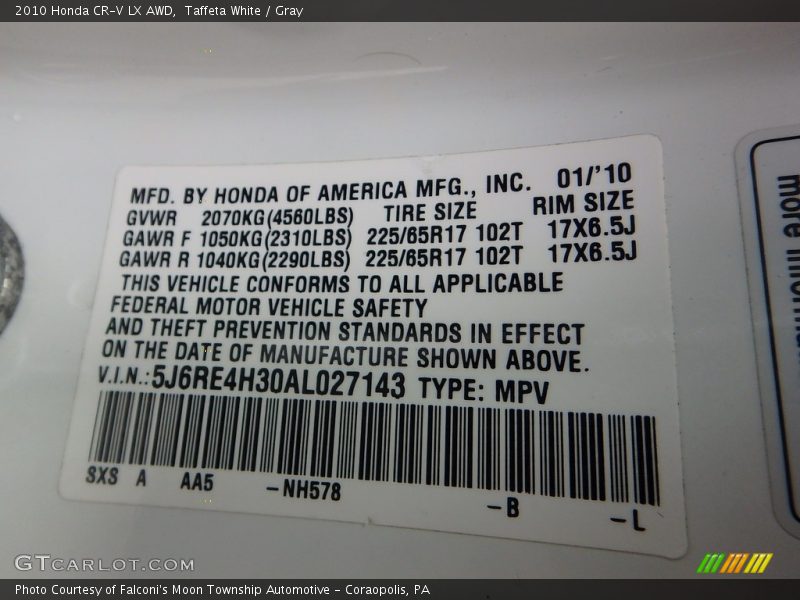 2010 Honda CR-V LX AWD,  Taffeta White / Gray
MFD. BY HONDA OF AMERICA MFG., INC. 01/'10
GVWR 2070KG(4560LBS) TIRE SIZE RIM SIZE
GAWR F 1050KG(2310LBS) 225/65R17 102T 17X6.5J
GAWR R 1040KG(2290LBS) 225/65R17 102T 17X6.5J
THIS VEHICLE CONFORMS TO ALL APPLICABLE
FEDERAL MOTOR VEHICLE SAFETY
AND THEFT PREVENTION STANDARDS IN EFFECT
ON THE DATE OF MANUFACTURE SHOWN ABOVE.
V.I.N.:5J6RE4H30AL027143 TYPE: MPV
SXS A AA5 -NH578 -B -L
more
GTCARLOT.COM
Photo Courtesy of Falconi's Moon Township Automotive - Coraopolis, PA